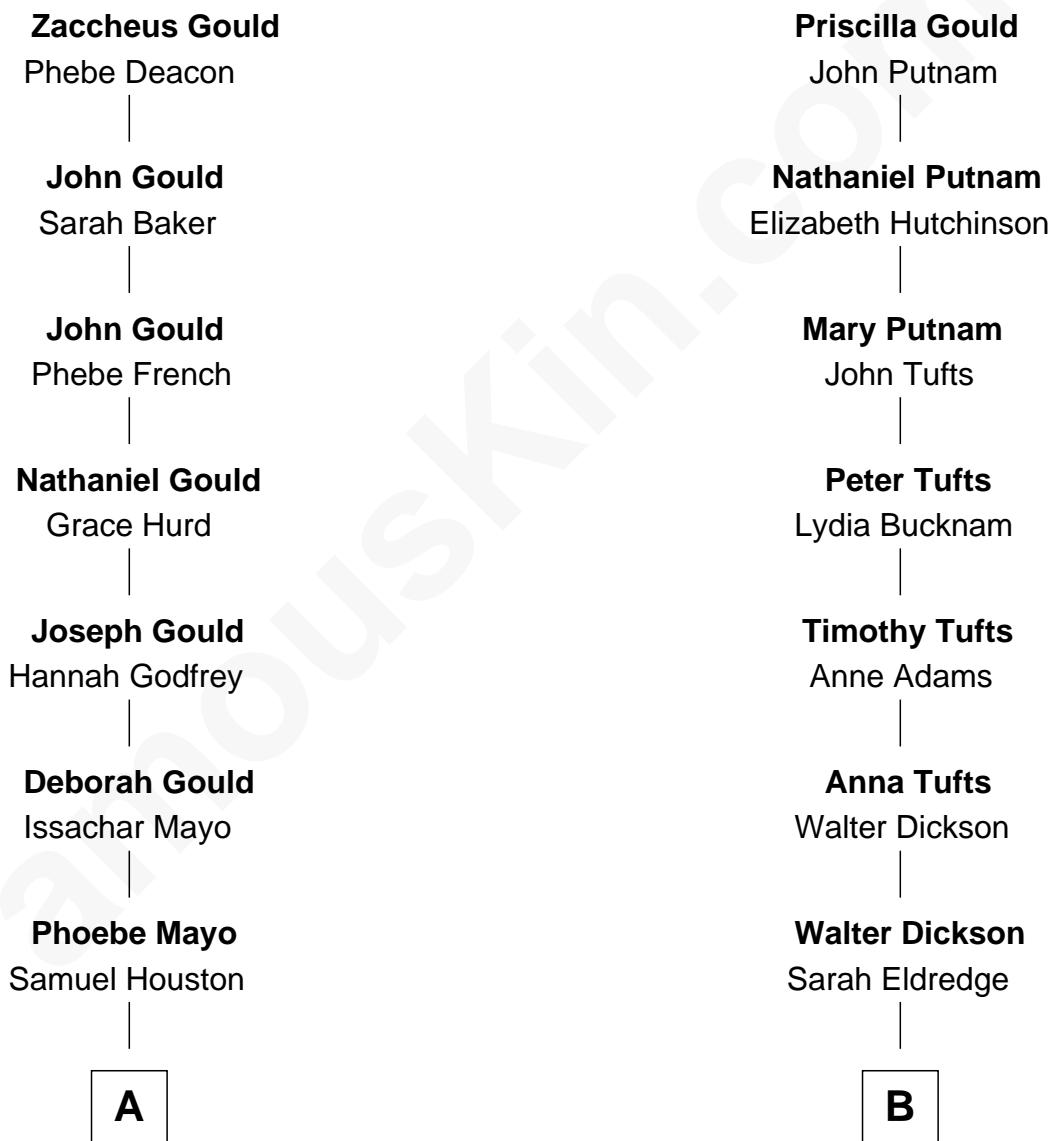 Zaccheus Gould
Phebe Deacon
John Gould
Sarah Baker
John Gould
Phebe French
Nathaniel Gould
Grace Hurd
Joseph Gould
Hannah Godfrey
Deborah Gould
Issachar Mayo
Phoebe Mayo
Samuel Houston
A
Priscilla Gould
John Putnam
Nathaniel Putnam
Elizabeth Hutchinson
Mary Putnam
John Tufts
Peter Tufts
Lydia Bucknam
Timothy Tufts
Anne Adams
Anna Tufts
Walter Dickson
Walter Dickson
Sarah Eldredge
B
amouskin.com